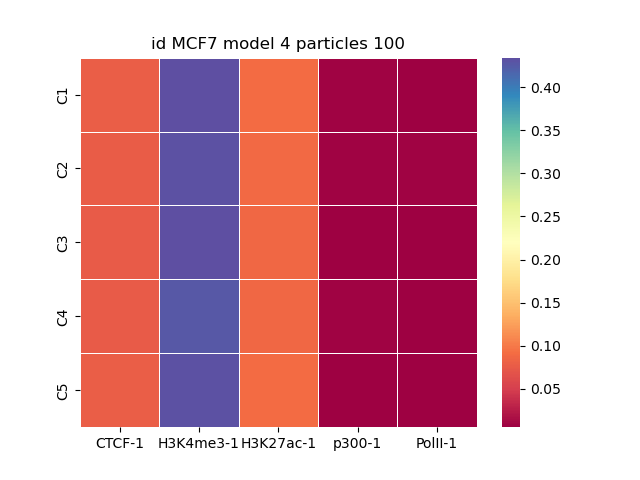 id MCF7 model 4 particles 100
C1
C2
C3
C4
C5
CTCF-1 H3K4me3-1 H3K27ac-1 p300-1 PolII-1
0.40
0.35
0.30
0.25
0.20
0.15
0.10
0.05